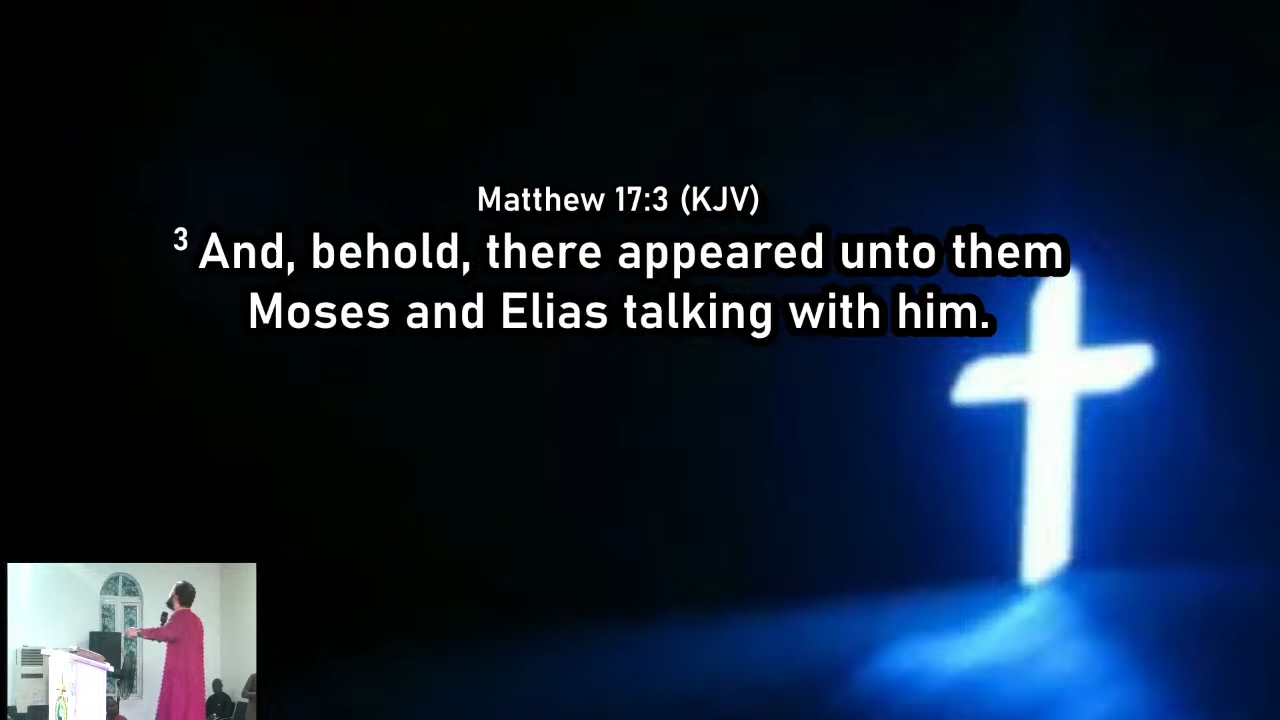 Matthew 17:3 (KJV)
3 And, behold, there appeared unto them
Moses and Elias talking with him.